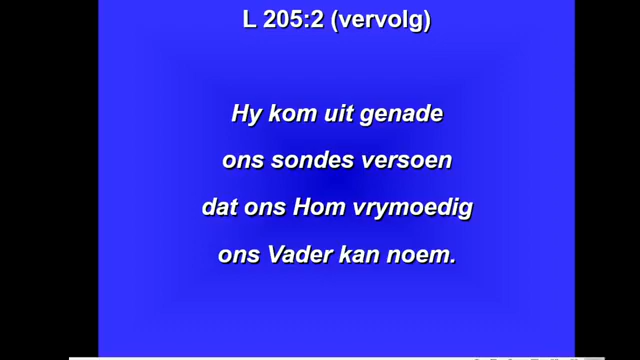 L 205:2 (vervolg)
Hy kom uit genade
ons sondes versoen
dat ons Hom vrymoedig
ons Vader kan noem.